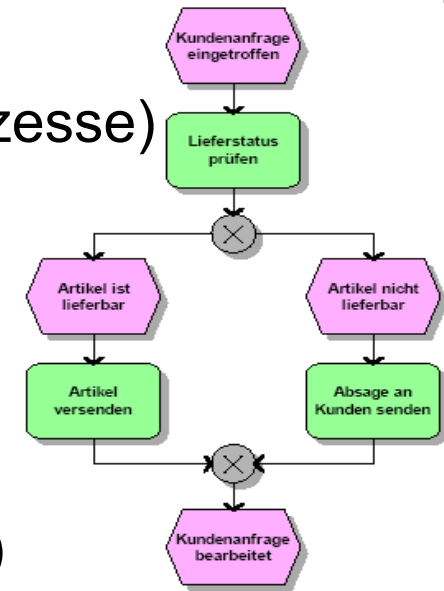 Kundenanfrage
eingetroffen
zesse)
Lieferstatus
prüfen
Artikel ist
lieferbar
Artikel nicht
lieferbar
Artikel
versenden
Absage an
Kunden senden
Kundenanfrage
bearbeitet
)